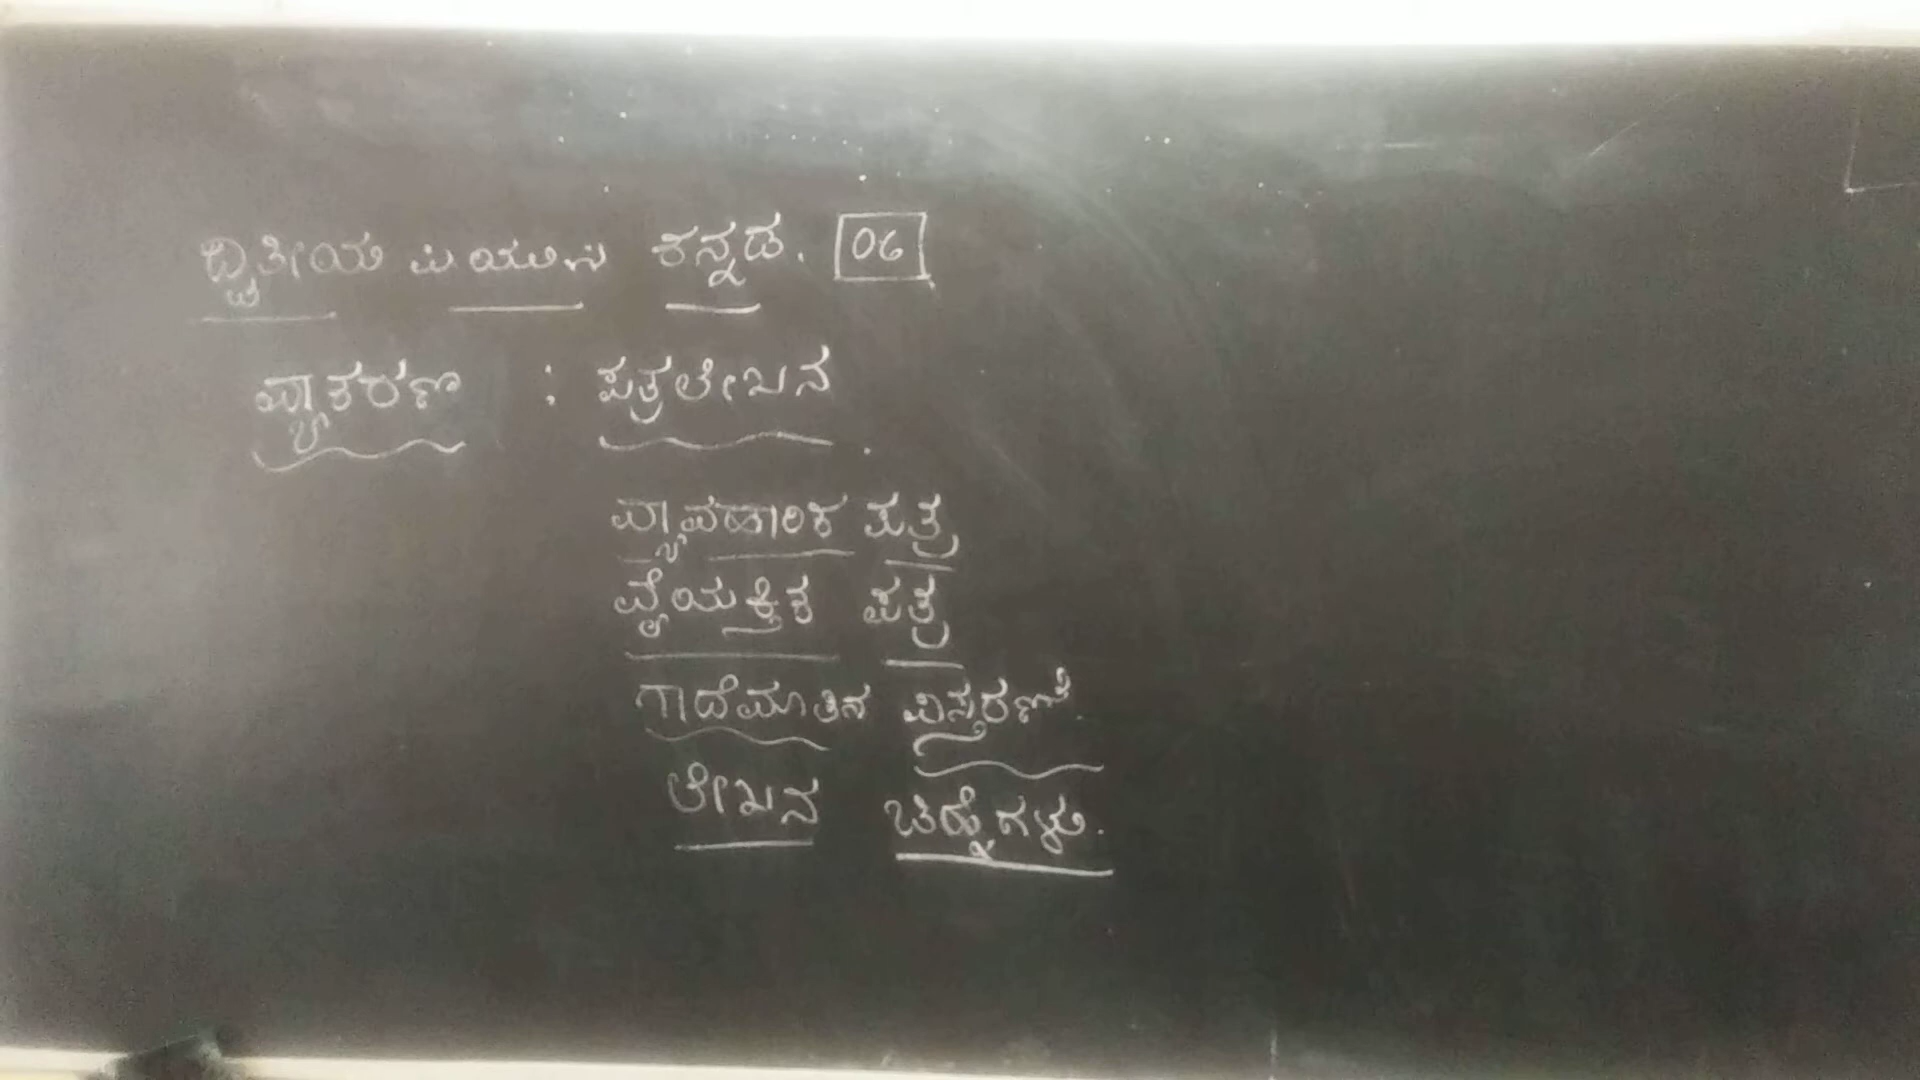 ದ್ವಿತೀಯ ಪಿಯುಸಿ ಕನ್ನಡ. 06
ವ್ಯಾಕರಣ : ಪತ್ರಲೇಖನ
ವ್ಯಾವಹಾರಿಕ ಪತ್ರ
ವೈಯಕ್ತಿಕ ಪತ್ರ
ಗಾದೆಮಾತಿನ ವಿಸ್ತರಣೆ.
ಲೇಖನ ಚಿಹ್ನೆಗಳು.